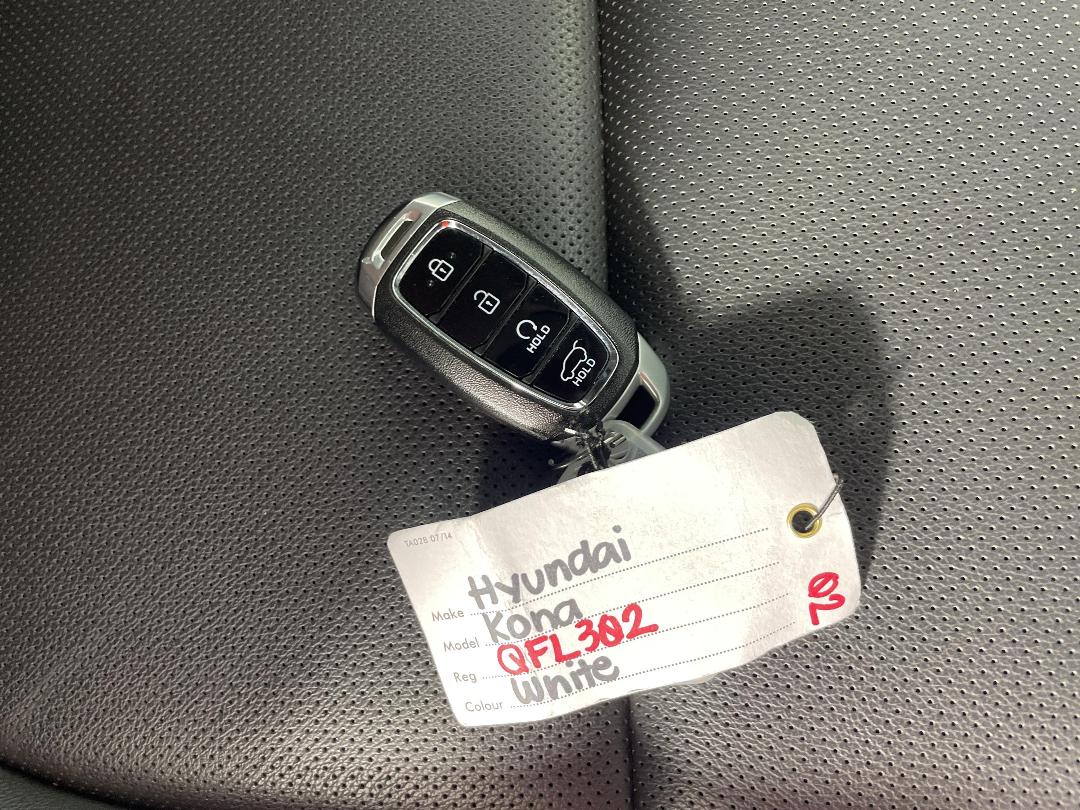 HOLD
HOLD
TA028 07/14
Make Hyundai
Model Kona
Reg QFL302
Colour White